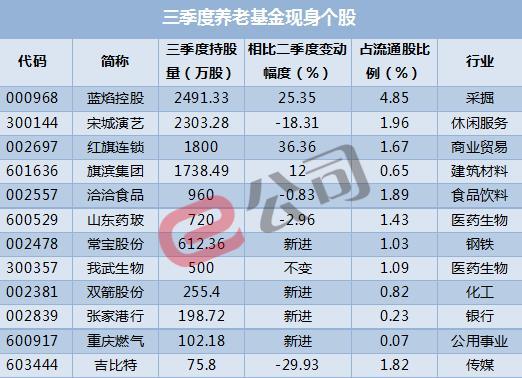 三季度养老基金现身个股
代码 简称 三季度持股量（万股） 相比二季度变动幅度（%） 占流通股比例（%） 行业
000968 蓝焰控股 2491.33 25.35 4.85 采掘
300144 宋城演艺 2303.28 -18.31 1.96 休闲服务
002697 红旗连锁 1800 36.36 1.67 商业贸易
601636 旗滨集团 1738.49 12 0.65 建筑材料
002557 洽洽食品 960 -0.83 1.89 食品饮料
600529 山东药玻 720 -2.96 1.43 医药生物
002478 常宝股份 612.36 新进 1.03 钢铁
300357 我武生物 500 不变 1.09 医药生物
002381 双箭股份 255.4 新进 0.82 化工
002839 张家港行 198.72 新进 0.23 银行
600917 重庆燃气 102.18 新进 0.07 公用事业
603444 吉比特 75.8 -29.93 1.82 传媒
e公司